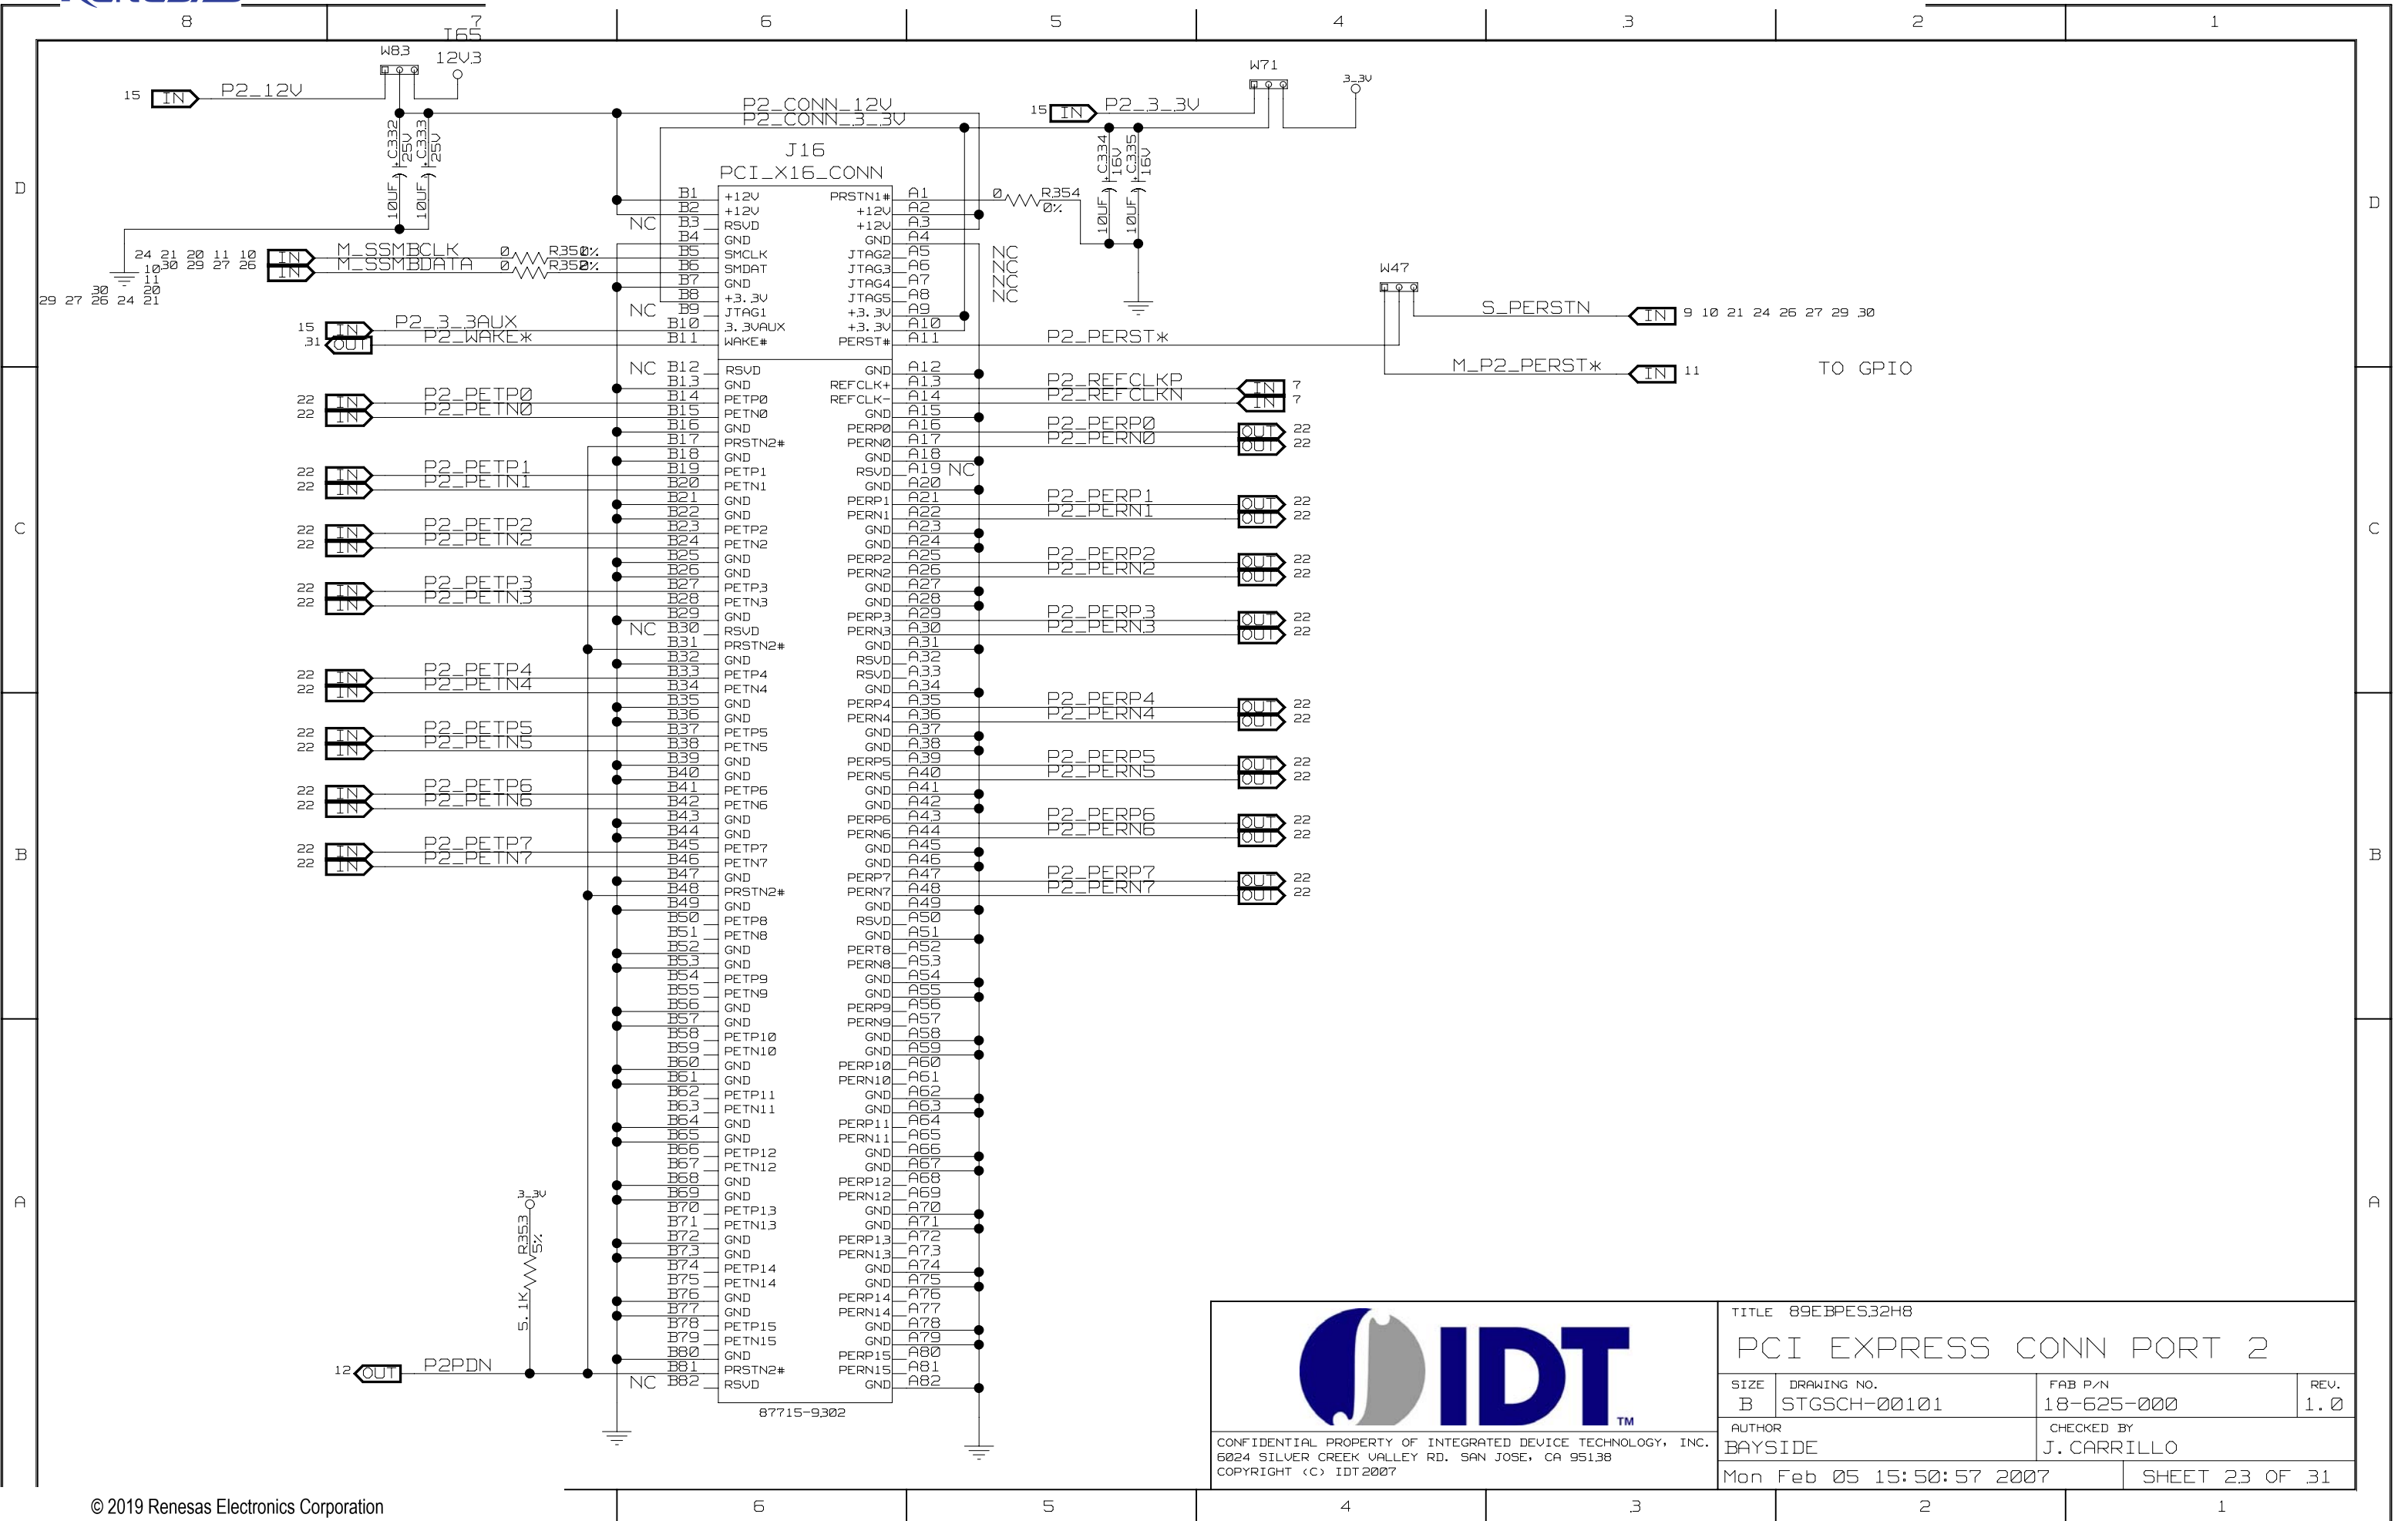 RENESAS
8 7 6 5 4 3 2 1
I65
W83 12V3
15 IN P2_12V
P2_CONN_12V
P2_CONN_3_3V
W71
3_3V
15 IN P2_3_3V
C332 25V 10UF
C333 25V 10UF
C334 16V 10UF
C335 16V 10UF
J16
PCI_X16_CONN
D D
0 R354 0%
24 21 20 11 10 IN M_SSMBCLK 0 R350%
IN M_SSMBDATA 0 R352%
10 30 29 27 26
11
30 20
29 27 26 24 21
15 IN P2_3_3AUX
31 OUT P2_WAKE*
P2_PERST*
W47
S_PERSTN IN 9 10 21 24 26 27 29 30
M_P2_PERST* IN 11 TO GPIO
NC B1 +12V PRSTN1# A1
B2 +12V +12V A2
NC B3 RSVD +12V A3
B4 GND GND A4
B5 SMCLK JTAG2 A5 NC
B6 SMDAT JTAG3 A6 NC
B7 GND JTAG4 A7 NC
B8 +3.3V JTAG5 A8 NC
NC B9 JTAG1 +3.3V A9
B10 3.3VAUX +3.3V A10
B11 WAKE# PERST# A11
NC B12 RSVD GND A12
B13 GND REFCLK+ A13 P2_REFCLKP IN 7
22 IN P2_PETP0 B14 PETP0 REFCLK- A14 P2_REFCLKN IN 7
22 IN P2_PETN0 B15 PETN0 GND A15
B16 GND PERP0 A16 P2_PERP0 OUT 22
B17 PRSTN2# PERN0 A17 P2_PERN0 OUT 22
B18 GND GND A18
22 IN P2_PETP1 B19 PETP1 RSVD A19 NC
22 IN P2_PETN1 B20 PETN1 GND A20
B21 GND PERP1 A21 P2_PERP1 OUT 22
B22 GND PERN1 A22 P2_PERN1 OUT 22
C C
22 IN P2_PETP2 B23 PETP2 GND A23
22 IN P2_PETN2 B24 PETN2 GND A24
B25 GND PERP2 A25 P2_PERP2 OUT 22
B26 GND PERN2 A26 P2_PERN2 OUT 22
22 IN P2_PETP3 B27 PETP3 GND A27
22 IN P2_PETN3 B28 PETN3 GND A28
B29 GND PERP3 A29 P2_PERP3 OUT 22
NC B30 RSVD PERN3 A30 P2_PERN3 OUT 22
B31 PRSTN2# GND A31
B32 GND RSVD A32
22 IN P2_PETP4 B33 PETP4 RSVD A33
22 IN P2_PETN4 B34 PETN4 GND A34
B35 GND PERP4 A35 P2_PERP4 OUT 22
B36 GND PERN4 A36 P2_PERN4 OUT 22
22 IN P2_PETP5 B37 PETP5 GND A37
22 IN P2_PETN5 B38 PETN5 GND A38
B39 GND PERP5 A39 P2_PERP5 OUT 22
B40 GND PERN5 A40 P2_PERN5 OUT 22
22 IN P2_PETP6 B41 PETP6 GND A41
22 IN P2_PETN6 B42 PETN6 GND A42
B43 GND PERP6 A43 P2_PERP6 OUT 22
B44 GND PERN6 A44 P2_PERN6 OUT 22
B B
22 IN P2_PETP7 B45 PETP7 GND A45
22 IN P2_PETN7 B46 PETN7 GND A46
B47 GND PERP7 A47 P2_PERP7 OUT 22
B48 PRSTN2# PERN7 A48 P2_PERN7 OUT 22
B49 GND GND A49
B50 PETP8 RSVD A50
B51 PETN8 GND A51
B52 GND PERT8 A52
B53 GND PERN8 A53
B54 PETP9 GND A54
B55 PETN9 GND A55
B56 GND PERP9 A56
B57 GND PERN9 A57
B58 PETP10 GND A58
B59 PETN10 GND A59
B60 GND PERP10 A60
B61 GND PERN10 A61
B62 PETP11 GND A62
B63 PETN11 GND A63
B64 GND PERP11 A64
B65 GND PERN11 A65
B66 PETP12 GND A66
B67 PETN12 GND A67
B68 GND PERP12 A68
B69 GND PERN12 A69
A A
B70 PETP13 GND A70
B71 PETN13 GND A71
B72 GND PERP13 A72
B73 GND PERN13 A73
B74 PETP14 GND A74
B75 PETN14 GND A75
B76 GND PERP14 A76
B77 GND PERN14 A77
B78 PETP15 GND A78
B79 PETN15 GND A79
B80 GND PERP15 A80
B81 PRSTN2# PERN15 A81
NC B82 RSVD GND A82
3_3V
R353 5% 5.1K
12 OUT P2PDN
87715-9302
IDT TM
CONFIDENTIAL PROPERTY OF INTEGRATED DEVICE TECHNOLOGY, INC.
6024 SILVER CREEK VALLEY RD. SAN JOSE, CA 95138
COPYRIGHT (C) IDT2007
TITLE 89EBPES32H8
PCI EXPRESS CONN PORT 2
SIZE DRAWING NO. FAB P/N REV.
B STGSCH-00101 18-625-000 1.0
AUTHOR CHECKED BY
BAYSIDE J.CARRILLO
Mon Feb 05 15:50:57 2007 SHEET 23 OF 31
© 2019 Renesas Electronics Corporation
6 5 4 3 2 1